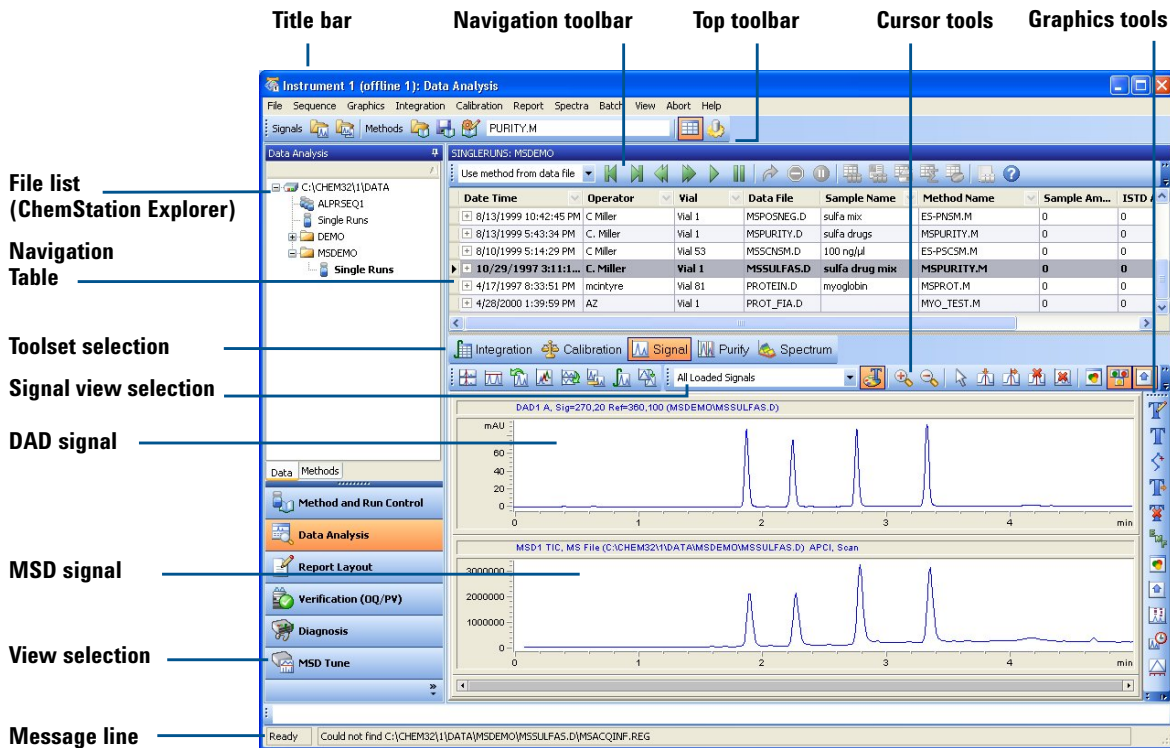 Title bar
Navigation toolbar
Top toolbar
Cursor tools
Graphics tools
File list
(ChemStation Explorer)
Navigation
Table
Toolset selection
Signal view selection
DAD signal
MSD signal
View selection
Message line
Instrument 1 (offline 1): Data Analysis
File Sequence Graphics Integration Calibration Report Spectra Batch View Abort Help
Signals Methods PURITY.M
Data Analysis
C:\CHEM32\1\DATA
ALPRSEQ1
Single Runs
DEMO
MSDEMO
Single Runs
Data Methods
Method and Run Control
Data Analysis
Report Layout
Verification (OQ/PV)
Diagnosis
MSD Tune
SINGLERUNS: MSDEMO
Use method from data file
Date Time Operator Vial Data File Sample Name Method Name Sample Am... ISTD
8/13/1999 10:42:45 PM C Miller Vial 1 MSPOSNEG.D sulfa mix ES-PNSM.M 0 0
8/13/1999 5:43:34 PM C. Miller Vial 1 MSPURITY.D sulfa drugs MSPURITY.M 0 0
8/10/1999 5:14:29 PM C Miller Vial 53 MSSCNSM.D 100 ng/µl ES-PSCSM.M 0 0
10/29/1997 3:11:1... C. Miller Vial 1 MSSULFAS.D sulfa drug mix MSPURITY.M 0 0
4/17/1997 8:33:51 PM mcintyre Vial 81 PROTEIN.D myoglobin MSPROT.M 0 0
4/28/2000 1:39:59 PM AZ Vial 1 PROT_FIA.D MYO_TEST.M 0 0
Integration Calibration Signal Purify Spectrum
All Loaded Signals
DAD1 A, Sig=270,20 Ref=360,100 (MSDEMO\MSSULFAS.D)
mAU
60
40
20
0
0 1 2 3 4 min
MSD1 TIC, MS File (C:\CHEM32\1\DATA\MSDEMO\MSSULFAS.D) APCI, Scan
3000000
2000000
1000000
0
0 1 2 3 4 min
Ready Could not find C:\CHEM32\1\DATA\MSDEMO\MSSULFAS.D\MSACQINF.REG